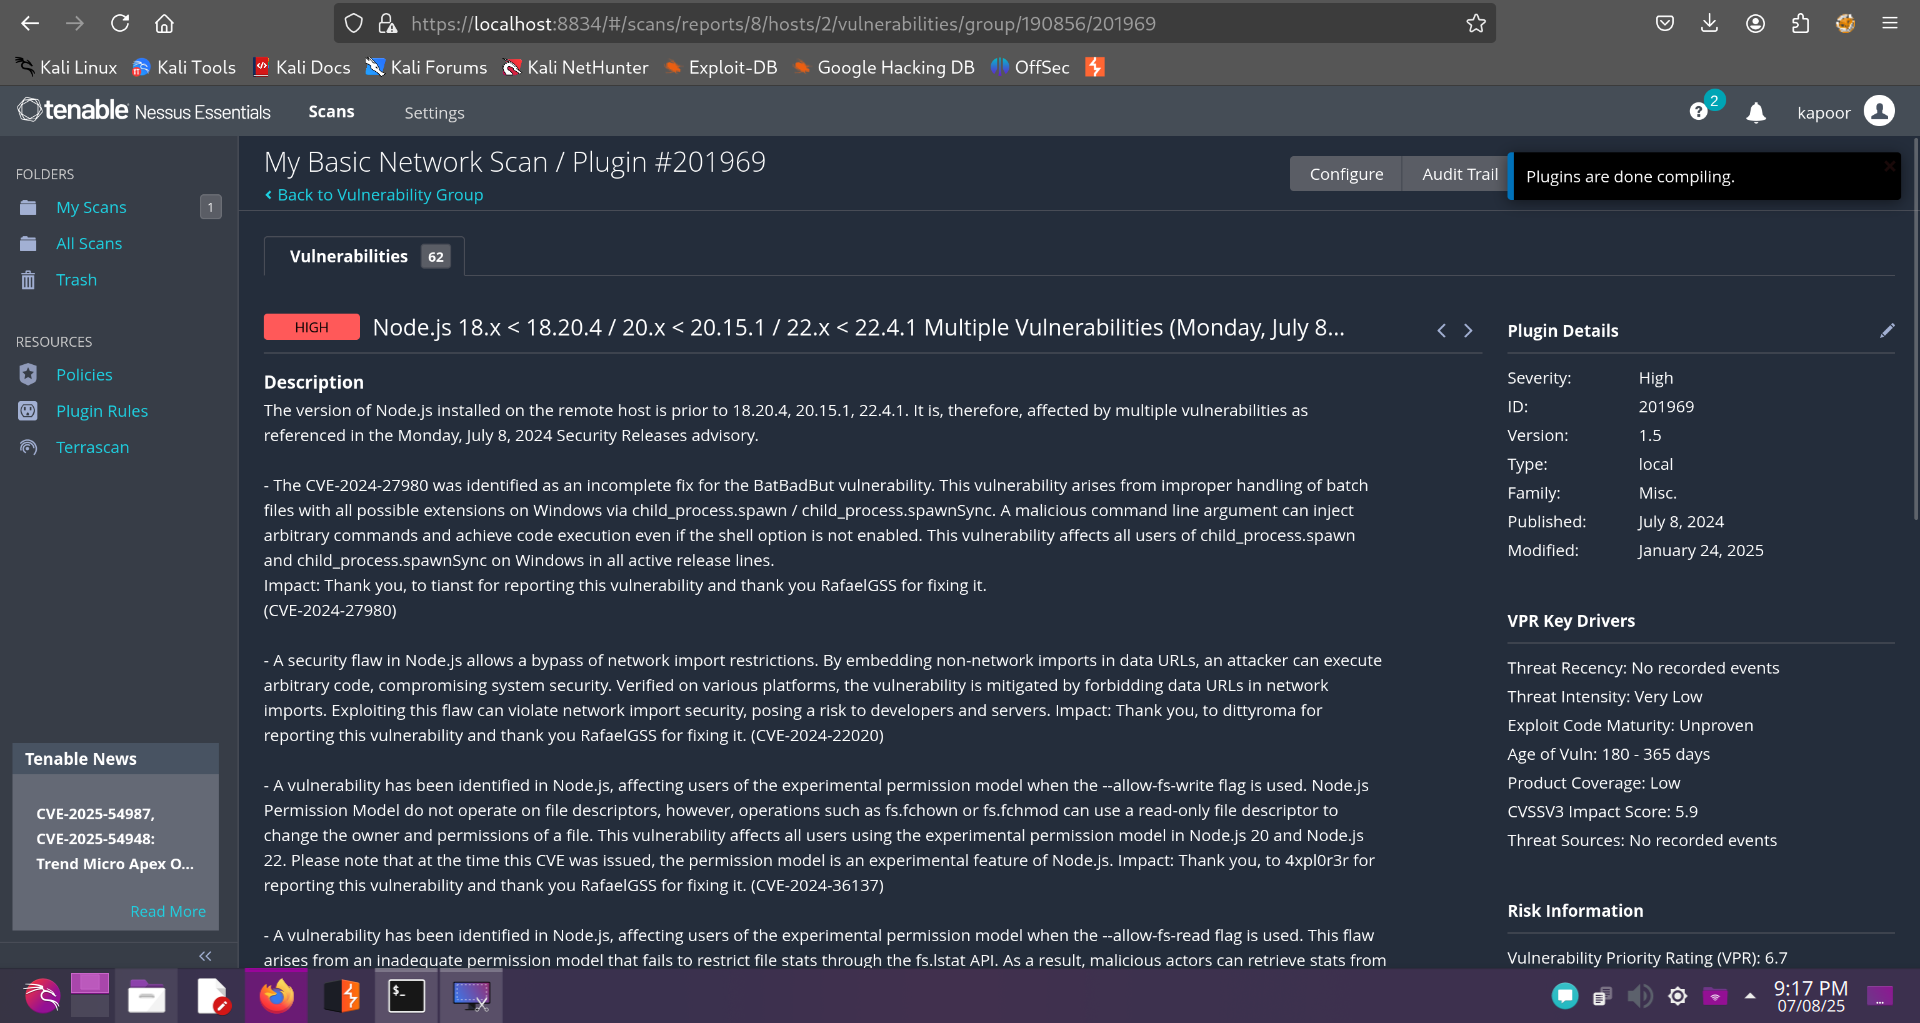 https://localhost:8834/#/scans/reports/8/hosts/2/vulnerabilities/group/190856/201969
Kali Linux Kali Tools Kali Docs Kali Forums Kali NetHunter Exploit-DB Google Hacking DB OffSec
tenable Nessus Essentials Scans Settings 2 kapoor
FOLDERS
My Scans 1
All Scans
Trash
RESOURCES
Policies
Plugin Rules
Terrascan
Tenable News
CVE-2025-54987,
CVE-2025-54948:
Trend Micro Apex O...
Read More
My Basic Network Scan / Plugin #201969
Back to Vulnerability Group
Configure Audit Trail
Plugins are done compiling.
Vulnerabilities 62
HIGH Node.js 18.x < 18.20.4 / 20.x < 20.15.1 / 22.x < 22.4.1 Multiple Vulnerabilities (Monday, July 8...
Description
The version of Node.js installed on the remote host is prior to 18.20.4, 20.15.1, 22.4.1. It is, therefore, affected by multiple vulnerabilities as
referenced in the Monday, July 8, 2024 Security Releases advisory.
- The CVE-2024-27980 was identified as an incomplete fix for the BatBadBut vulnerability. This vulnerability arises from improper handling of batch
files with all possible extensions on Windows via child_process.spawn / child_process.spawnSync. A malicious command line argument can inject
arbitrary commands and achieve code execution even if the shell option is not enabled. This vulnerability affects all users of child_process.spawn
and child_process.spawnSync on Windows in all active release lines.
Impact: Thank you, to tianst for reporting this vulnerability and thank you RafaelGSS for fixing it.
(CVE-2024-27980)
- A security flaw in Node.js allows a bypass of network import restrictions. By embedding non-network imports in data URLs, an attacker can execute
arbitrary code, compromising system security. Verified on various platforms, the vulnerability is mitigated by forbidding data URLs in network
imports. Exploiting this flaw can violate network import security, posing a risk to developers and servers. Impact: Thank you, to dittyroma for
reporting this vulnerability and thank you RafaelGSS for fixing it. (CVE-2024-22020)
- A vulnerability has been identified in Node.js, affecting users of the experimental permission model when the --allow-fs-write flag is used. Node.js
Permission Model do not operate on file descriptors, however, operations such as fs.fchown or fs.fchmod can use a read-only file descriptor to
change the owner and permissions of a file. This vulnerability affects all users using the experimental permission model in Node.js 20 and Node.js
22. Please note that at the time this CVE was issued, the permission model is an experimental feature of Node.js. Impact: Thank you, to 4xpl0r3r for
reporting this vulnerability and thank you RafaelGSS for fixing it. (CVE-2024-36137)
- A vulnerability has been identified in Node.js, affecting users of the experimental permission model when the --allow-fs-read flag is used. This flaw
arises from an inadequate permission model that fails to restrict file stats through the fs.lstat API. As a result, malicious actors can retrieve stats from
Plugin Details
Severity: High
ID: 201969
Version: 1.5
Type: local
Family: Misc.
Published: July 8, 2024
Modified: January 24, 2025
VPR Key Drivers
Threat Recency: No recorded events
Threat Intensity: Very Low
Exploit Code Maturity: Unproven
Age of Vuln: 180 - 365 days
Product Coverage: Low
CVSSV3 Impact Score: 5.9
Threat Sources: No recorded events
Risk Information
Vulnerability Priority Rating (VPR): 6.7
9:17 PM
07/08/25